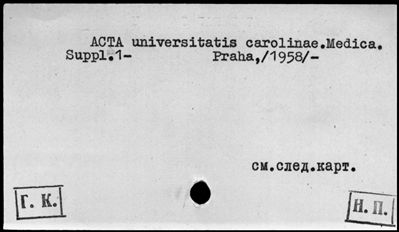 ACTA universitatis carolinae.Medica.
Suppl.1- Praha,/1958/-
см.след.карт.
Г. К.
Н. П.